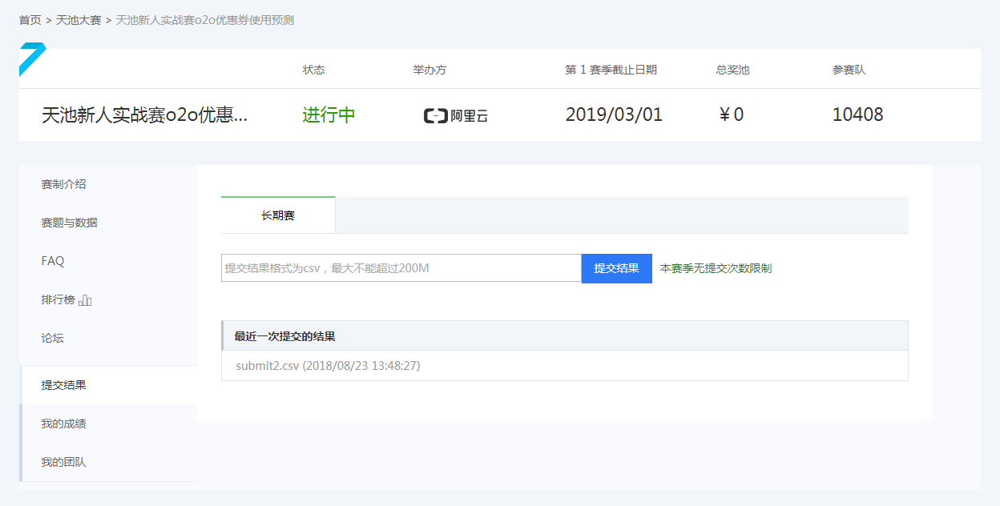 首页 > 天池大赛 > 天池新人实战赛o2o优惠券使用预测
状态 举办方 第 1 赛季截止日期 总奖池 参赛队
天池新人实战赛o2o优惠... 进行中 阿里云 2019/03/01 ￥0 10408
赛制介绍
赛题与数据
FAQ
排行榜
论坛
提交结果
我的成绩
我的团队
长期赛
提交结果格式为csv，最大不能超过200M 提交结果 本赛季无提交次数限制
最近一次提交的结果
submit2.csv (2018/08/23 13:48:27)